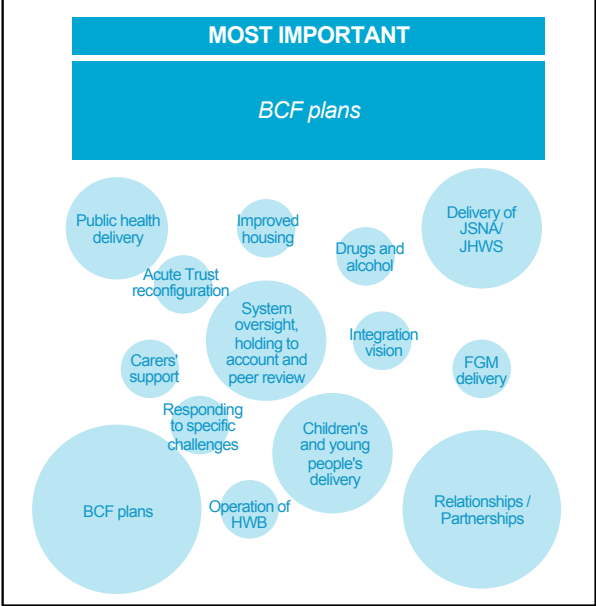 MOST IMPORTANT
BCF plans
Public health
delivery
Improved
housing
Delivery of
JSNA/
JHWS
Drugs and
alcohol
Acute Trust
reconfiguration
System
oversight,
holding to
account and
peer review
Integration
vision
Carers'
support
FGM
delivery
Responding
to specific
challenges
Children's
and young
people's
delivery
BCF plans
Operation of
HWB
Relationships /
Partnerships